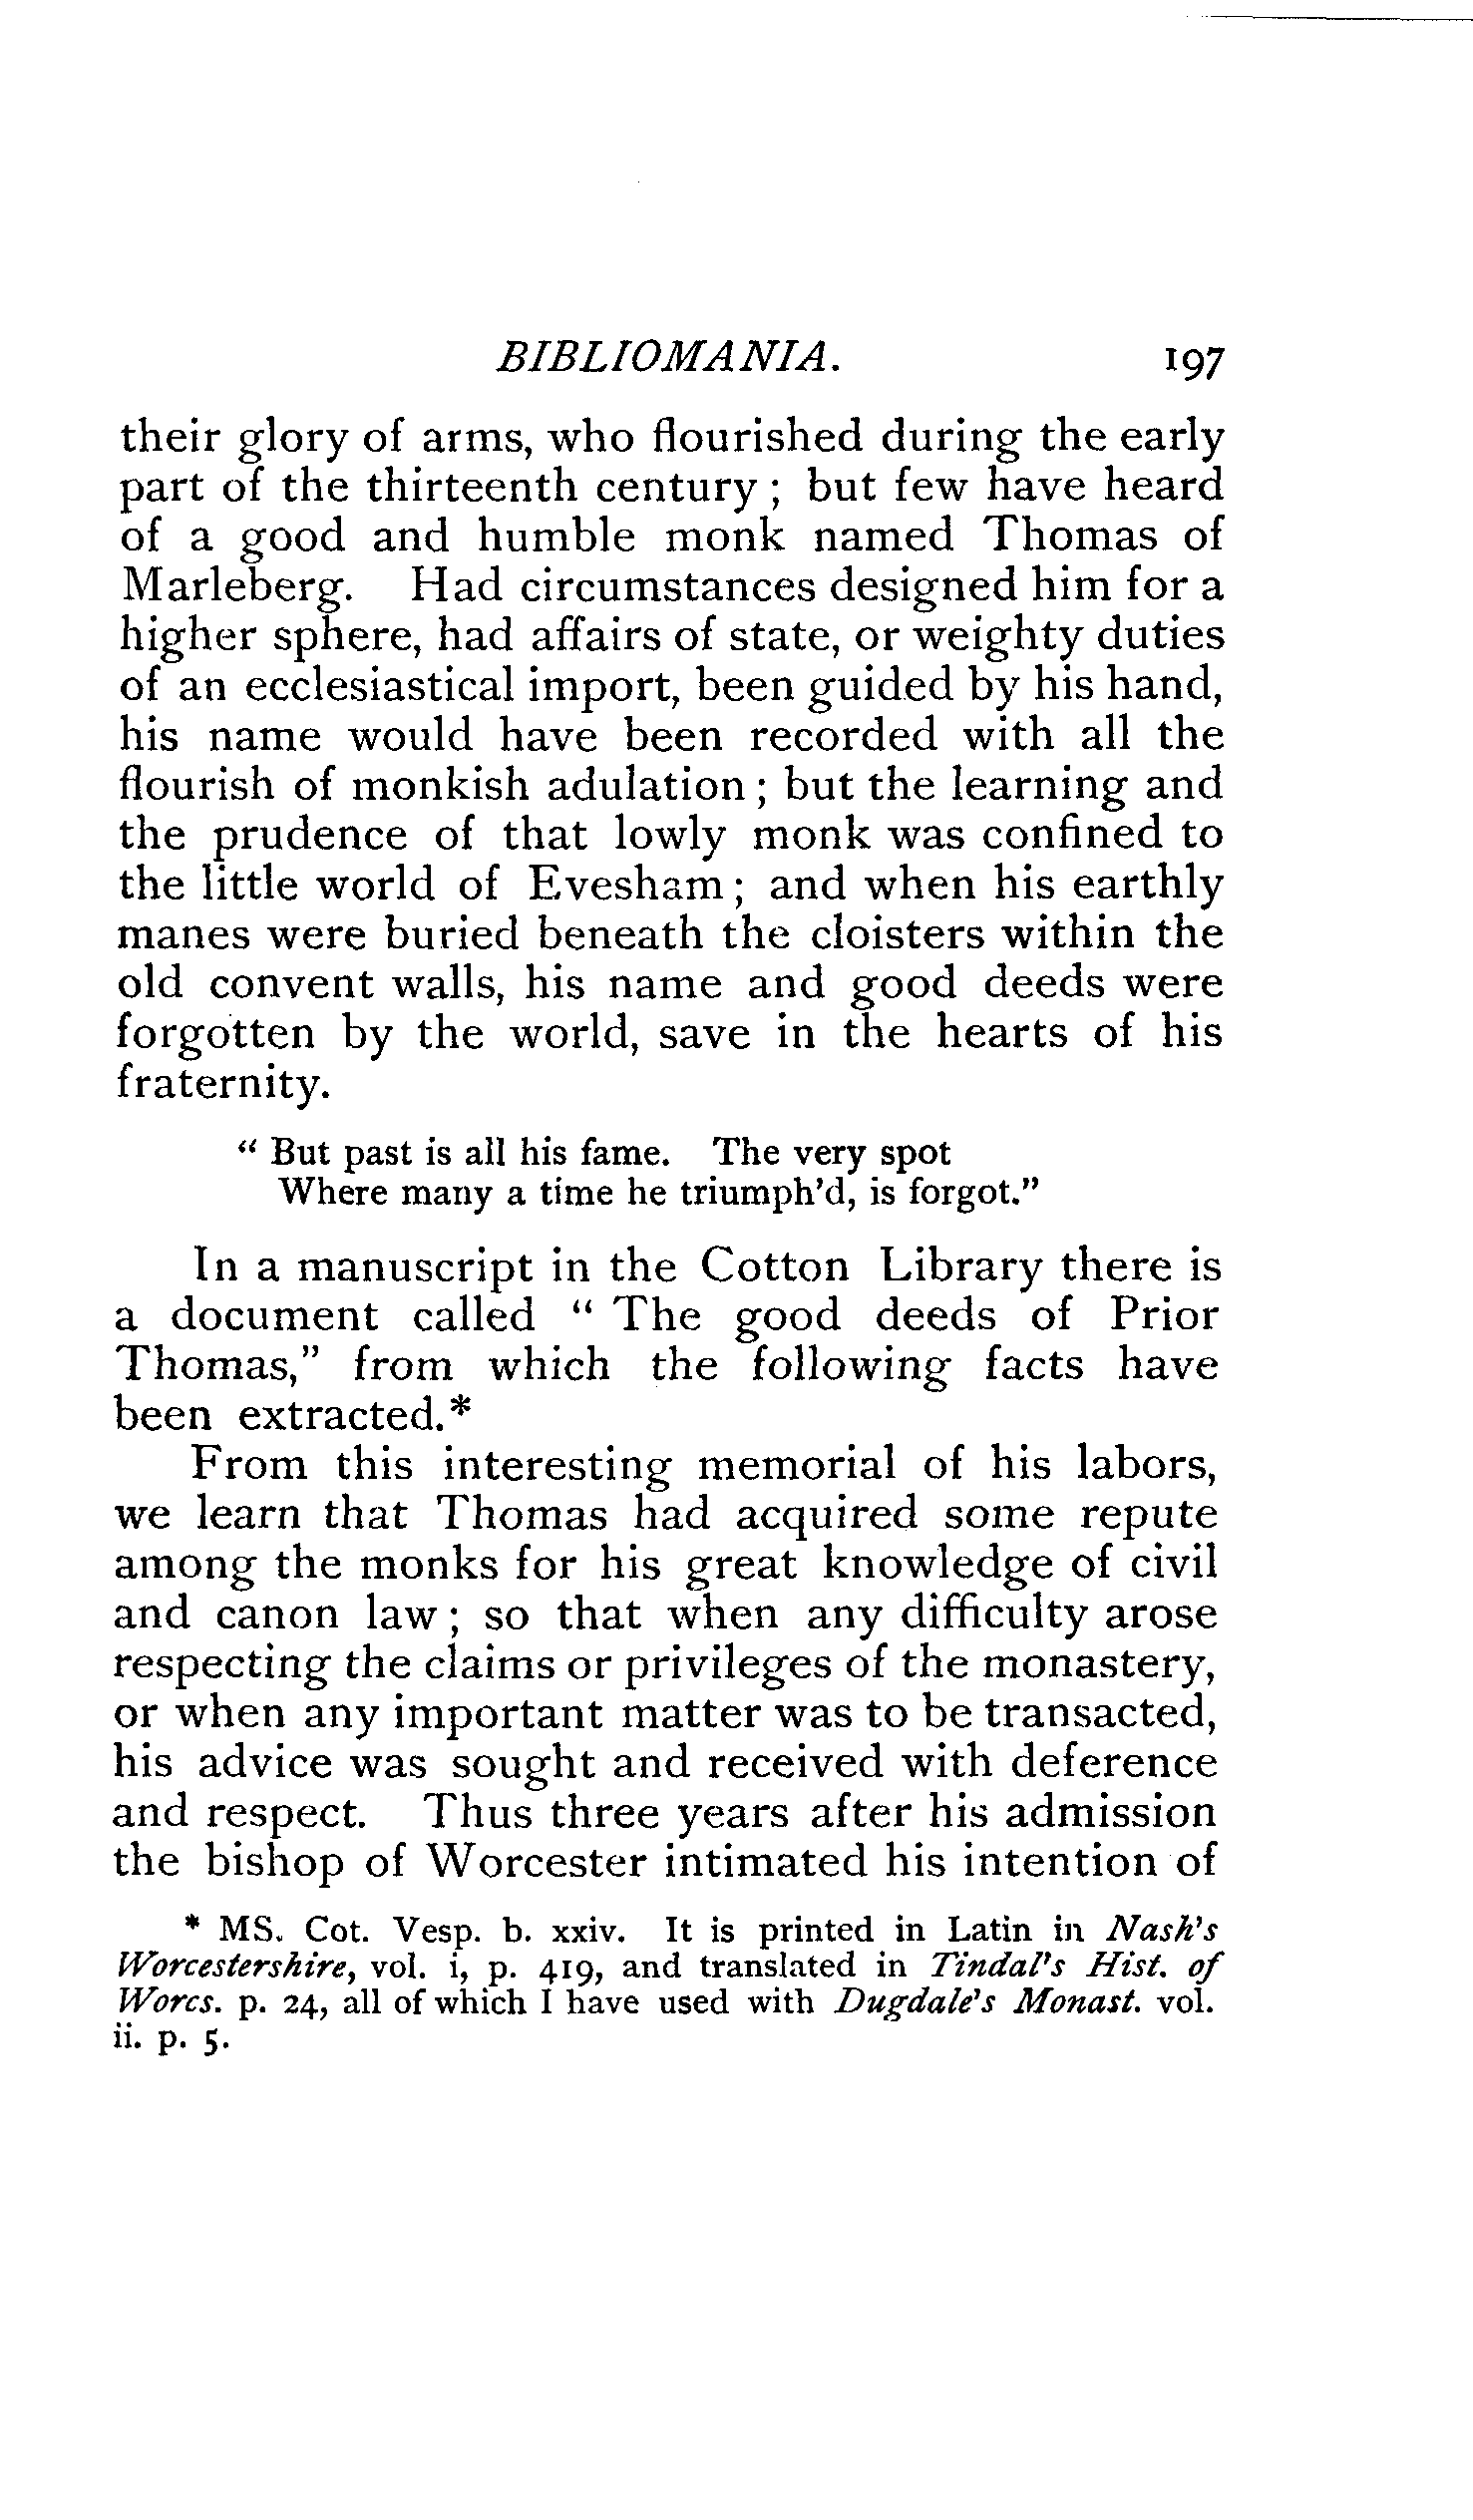 BIBLIOMANIA. 197
their glory of arms, who flourished during the early
part of the thirteenth century ; but few have heard
of a good and humble monk named Thomas of
Marleberg. Had circumstances designed him for a
higher sphere, had affairs of state, or weighty duties
of an ecclesiastical import, been guided by his hand,
his name would have been recorded with all the
flourish of monkish adulation ; but the learning and
the prudence of that lowly monk was confined to
the little world of Evesham ; and when his earthly
manes were buried beneath the cloisters within the
old convent walls, his name and good deeds were
forgotten by the world, save in the hearts of his
fraternity.
“ But past is all his fame. The very spot
Where many a time he triumph’d, is forgot.”
In a manuscript in the Cotton Library there is
a document called “ The good deeds of Prior
Thomas,” from which the following facts have
been extracted.*
From this interesting memorial of his labors,
we learn that Thomas had acquired some repute
among the monks for his great knowledge of civil
and canon law ; so that when any difficulty arose
respecting the claims or privileges of the monastery,
or when any important matter was to be transacted,
his advice was sought and received with deference
and respect. Thus three years after his admission
the bishop of Worcester intimated his intention of
* MS. Cot. Vesp. b. xxiv. It is printed in Latin in Nash’s
Worcestershire, vol. i, p. 419, and translated in Tindal’s Hist. of
Worcs. p. 24, all of which I have used with Dugdale’s Monast. vol.
ii. p. 5.